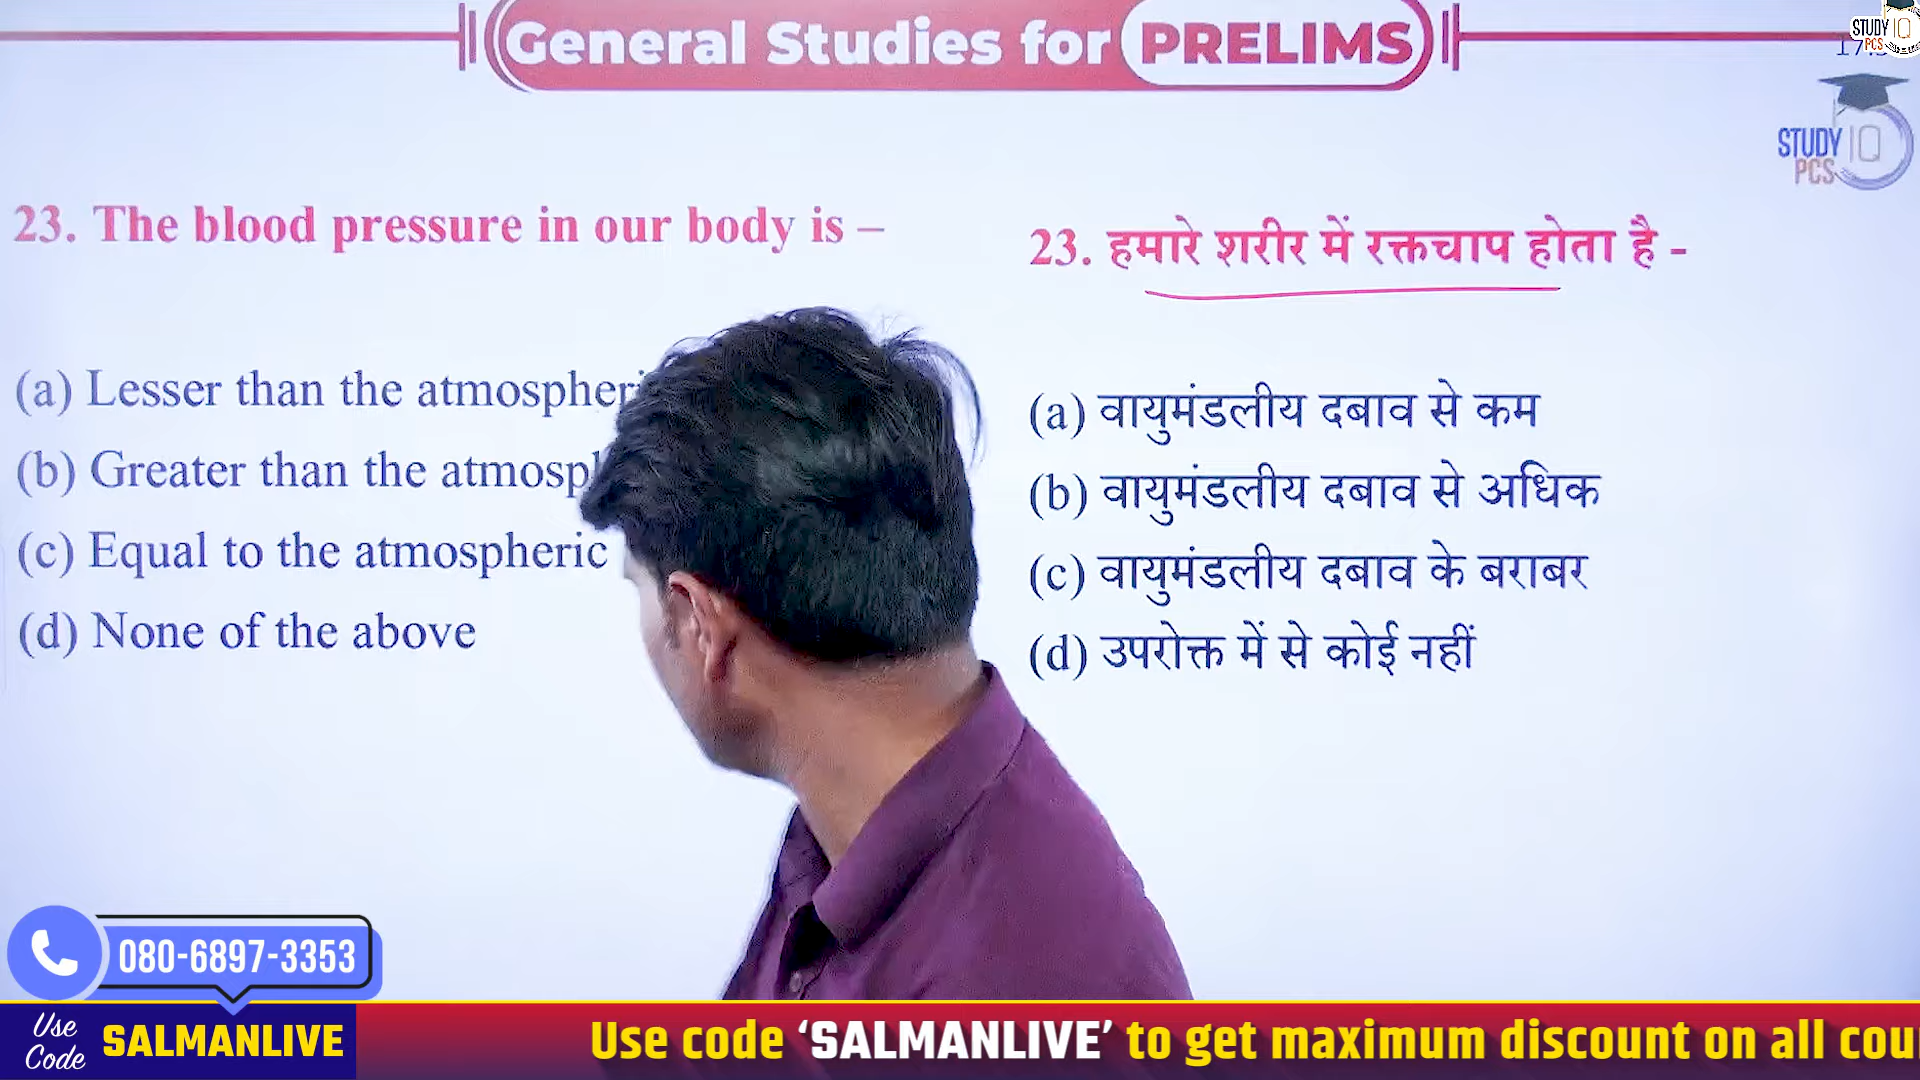 General Studies for PRELIMS
STUDY IQ
PCS
STUDY IQ
PCS
23. The blood pressure in our body is –
(a) Lesser than the
(b) Greater than the
(c) Equal to the atmospheric
(d) None of the above
23. हमारे शरीर में रक्तचाप होता है -
(a) वायुमंडलीय दबाव से कम
(b) वायुमंडलीय दबाव से अधिक
(c) वायुमंडलीय दबाव के बराबर
(d) उपरोक्त में से कोई नहीं
080-6897-3353
Use Code SALMANLIVE
Use code ‘SALMANLIVE’ to get maximum discount on all